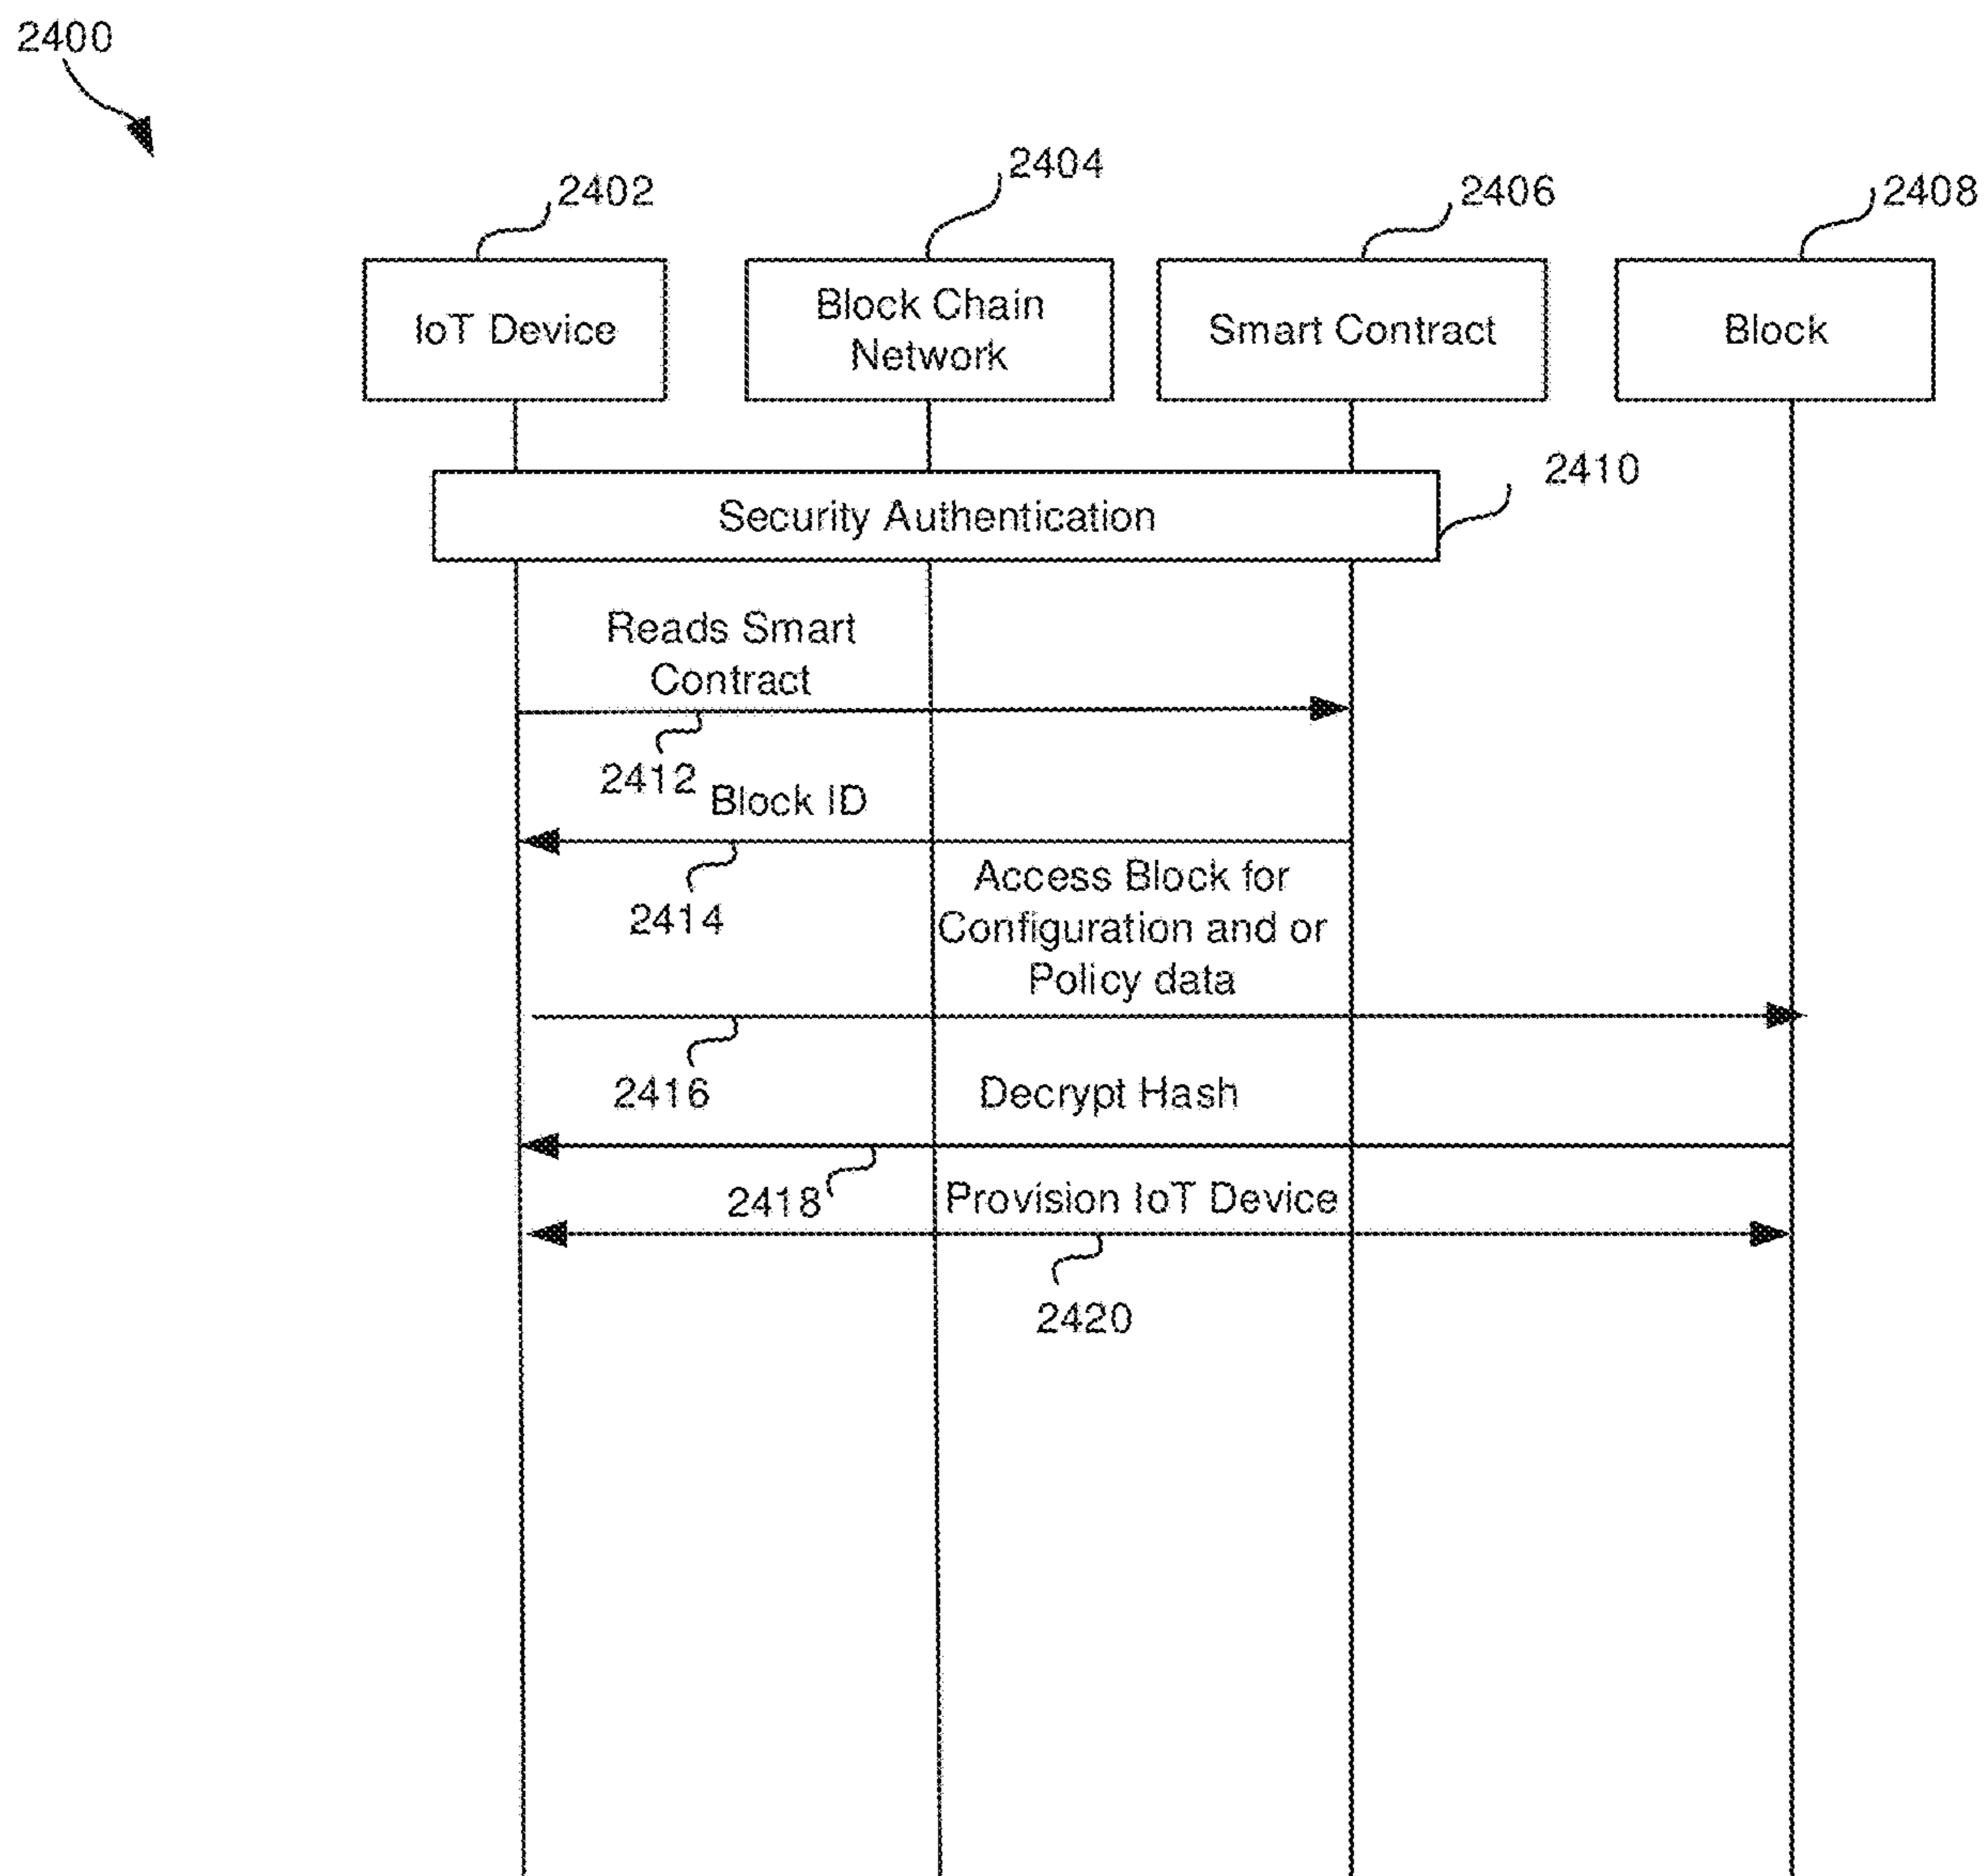 2400
2402
2404
2406
2408
IoT Device
Block Chain
Network
Smart Contract
Block
2410
Security Authentication
Reads Smart
Contract
2412
Block ID
2414
Access Block for
Configuration and or
Policy data
2416
Decrypt Hash
2418
Provision IoT Device
2420